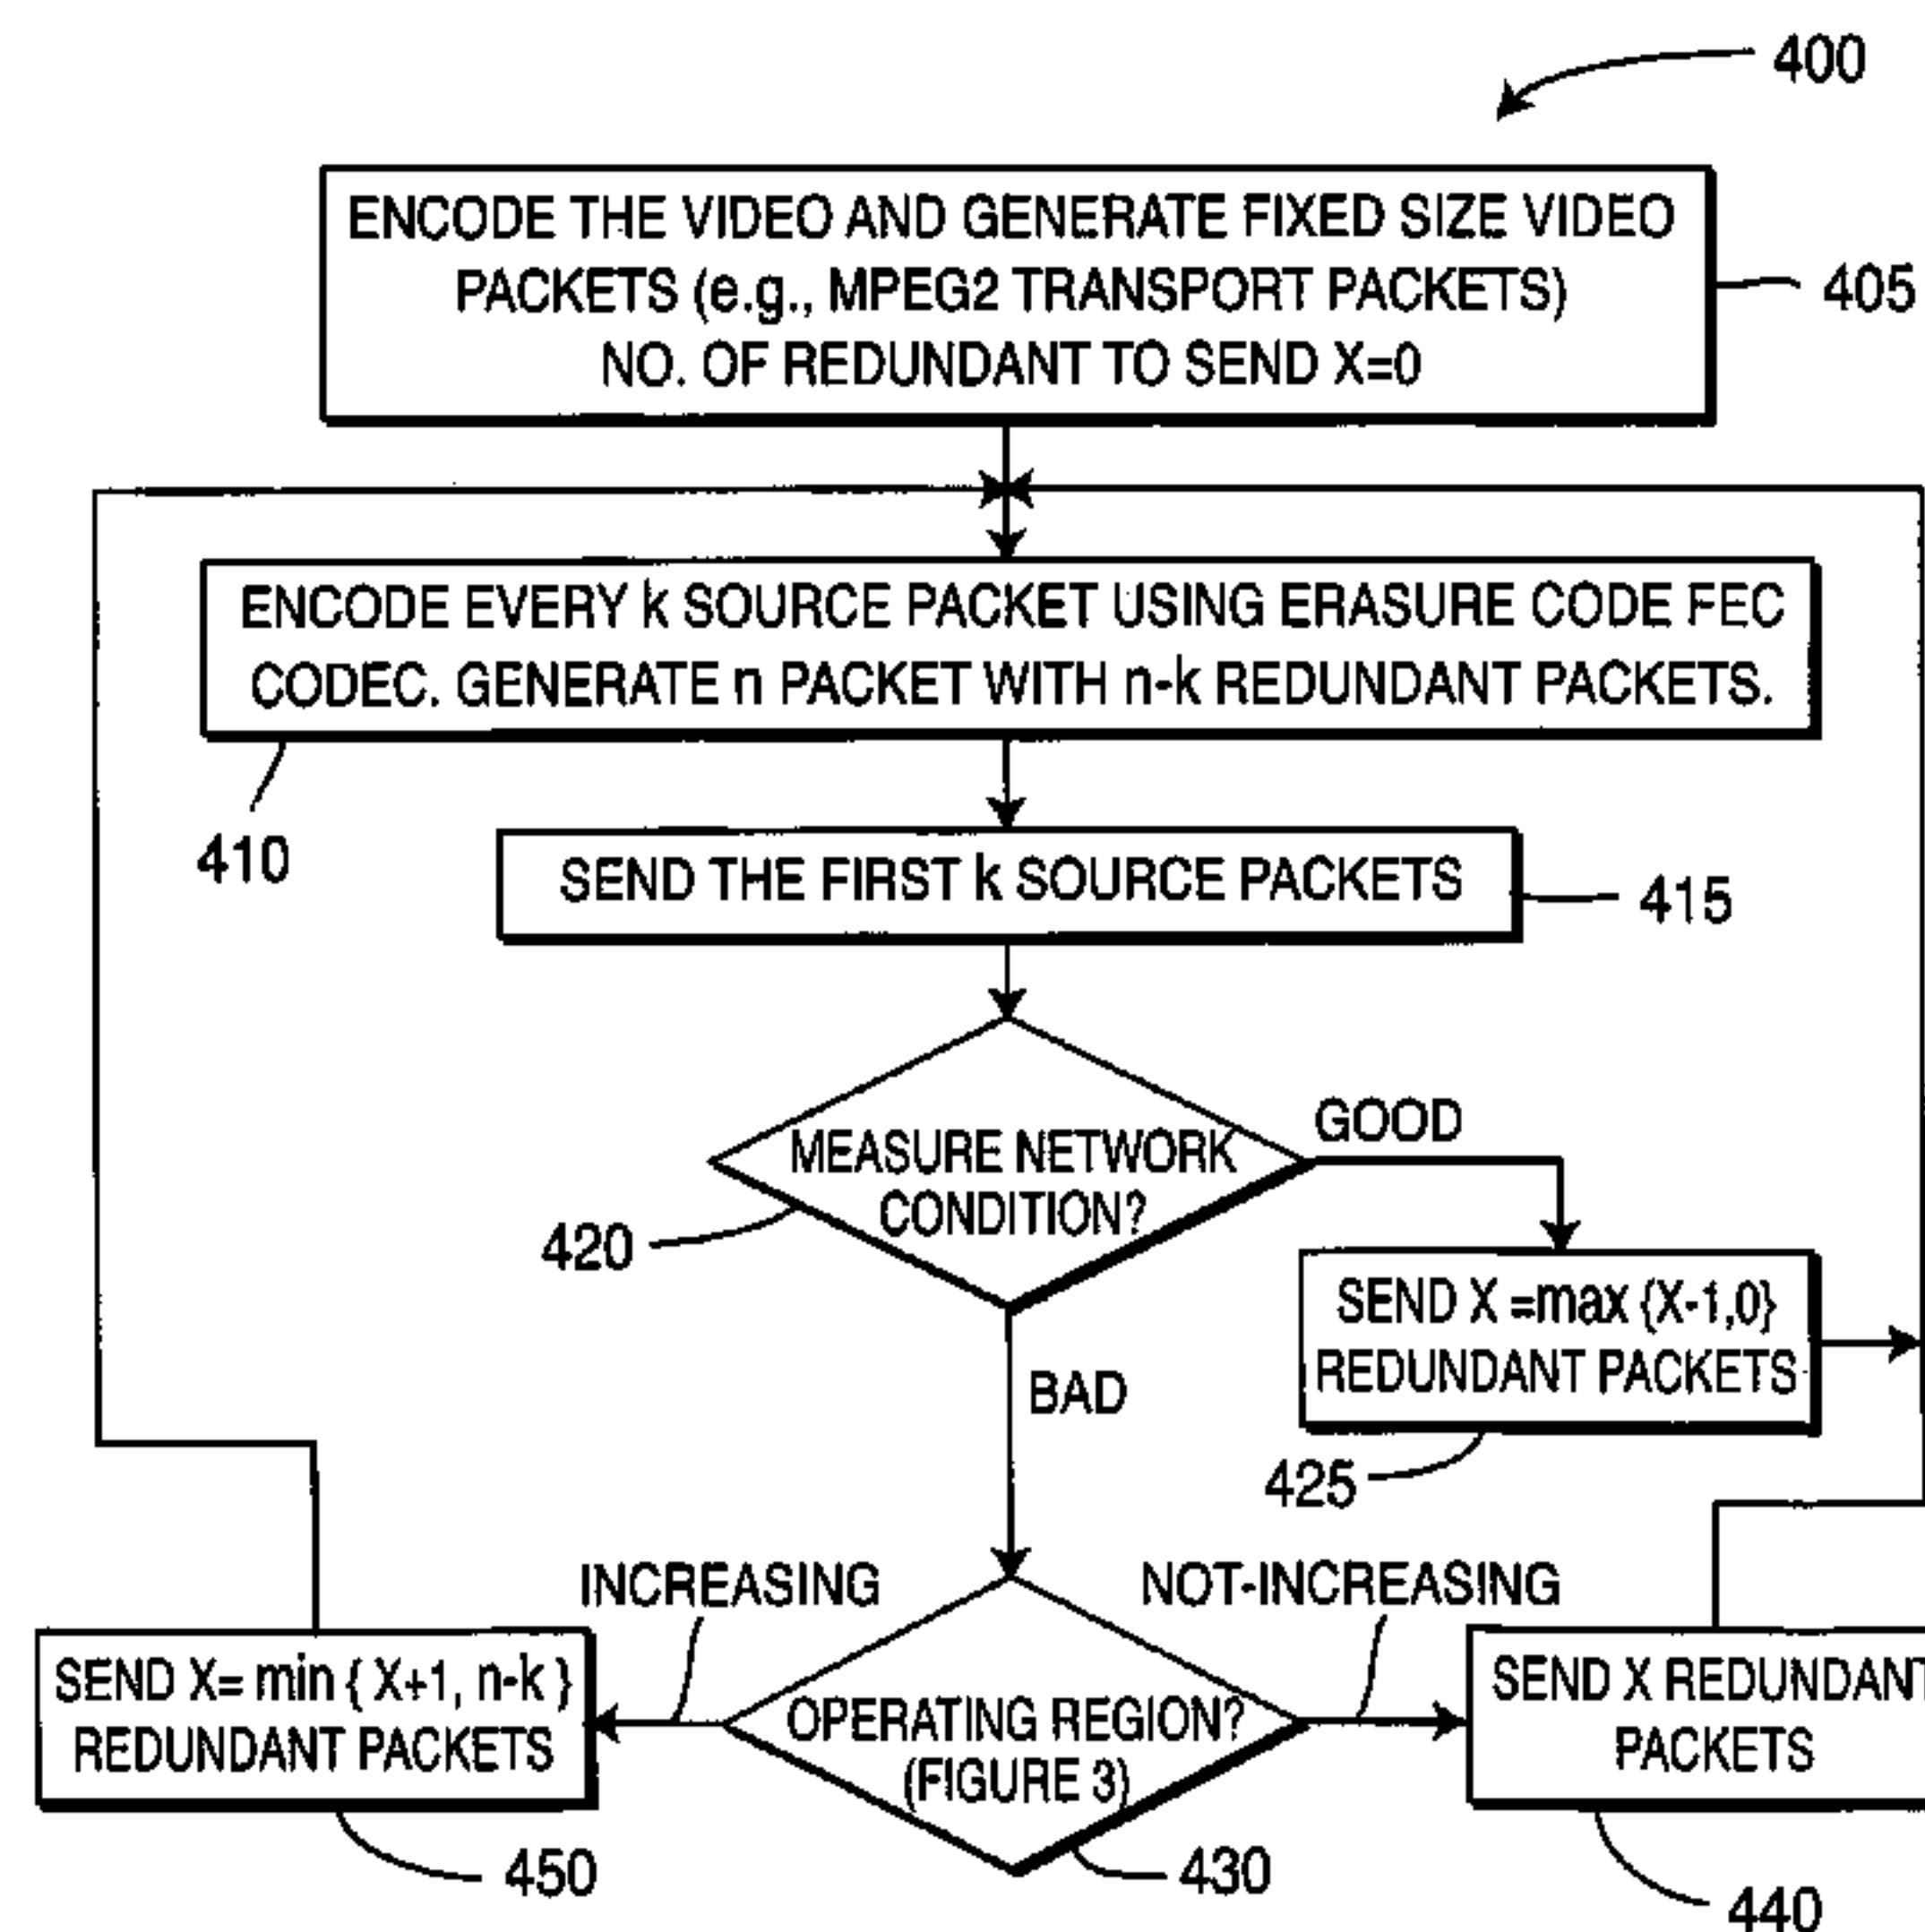 400
ENCODE THE VIDEO AND GENERATE FIXED SIZE VIDEO
PACKETS (e.g., MPEG2 TRANSPORT PACKETS)
NO. OF REDUNDANT TO SEND X=0
405
ENCODE EVERY k SOURCE PACKET USING ERASURE CODE FEC
CODEC. GENERATE n PACKET WITH n-k REDUNDANT PACKETS.
410
SEND THE FIRST k SOURCE PACKETS
415
MEASURE NETWORK
CONDITION?
420
GOOD
SEND X =max {X-1,0}
REDUNDANT PACKETS
425
BAD
INCREASING
NOT-INCREASING
SEND X= min { X+1, n-k }
REDUNDANT PACKETS
450
OPERATING REGION?
(FIGURE 3)
430
SEND X REDUNDANT
PACKETS
440